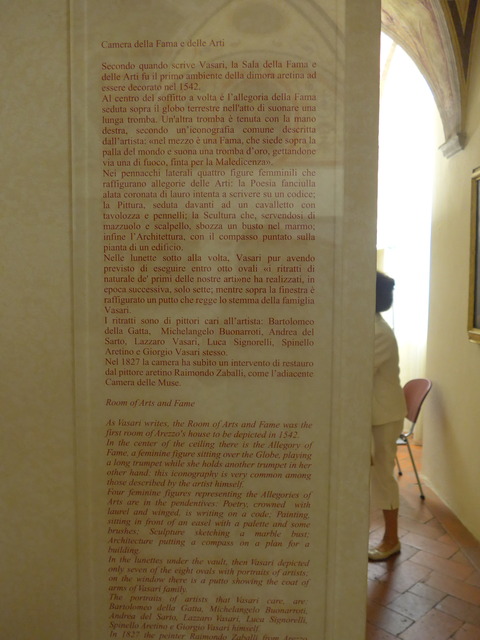 Camera della Fama e delle Arti
Secondo quando scrive Vasari, la Sala della Fama e
delle Arti fu il primo ambiente della dimora aretina ad
essere decorato nel 1542.
Al centro del soffitto a volta è l'allegoria della Fama
seduta sopra il globo terrestre nell'atto di suonare una
lunga tromba. Un'altra tromba è tenuta con la mano
destra, secondo un'iconografia comune descritta
dall'artista: «nel mezzo è una Fama, che siede sopra la
palla del mondo e suona una tromba d'oro, gettandone
via una di fuoco, finta per la Maledicenza».
Nei pennacchi laterali quattro figure femminili che
raffigurano allegorie delle Arti: la Poesia fanciulla
alata coronata di lauro intenta a scrivere su un codice;
la Pittura, seduta davanti ad un cavalletto con
tavolozza e pennelli; la Scultura che, servendosi di
mazzuolo e scalpello, sbozza un busto nel marmo;
infine l'Architettura, con il compasso puntato sulla
pianta di un edificio.
Nelle lunette sotto alla volta, Vasari pur avendo
previsto di eseguire entro otto ovali «i ritratti di
naturale de' primi delle nostre arti»ne ha realizzati, in
epoca successiva, solo sette; mentre sopra la finestra è
raffigurato un putto che regge lo stemma della famiglia
Vasari.
I ritratti sono di pittori cari all'artista: Bartolomeo
della Gatta, Michelangelo Buonarroti, Andrea del
Sarto, Lazzaro Vasari, Luca Signorelli, Spinello
Aretino e Giorgio Vasari stesso.
Nel 1827 la camera ha subito un intervento di restauro
dal pittore aretino Raimondo Zaballi, come l'adiacente
Camera delle Muse.
Room of Arts and Fame
As Vasari writes, the Room of Arts and Fame was the
first room of Arezzo's house to be depicted in 1542.
In the center of the ceiling there is the Allegory of
Fame, a feminine figure sitting over the Globe, playing
a long trumpet while she holds another trumpet in her
other hand; this iconography is very common among
those described by the artist himself.
Four feminine figures representing the Allegories of
Arts are in the pendentives: Poetry, crowned with
laurel and winged, is writing on a code; Painting,
sitting in front of an easel with a palette and some
brushes; Sculpture sketching a marble bust;
Architecture putting a compass on a plan for a
building.
In the lunettes under the vault, then Vasari depicted
only seven of the eight ovals with portraits of artists;
on the window there is a putto showing the coat of
arms of Vasari family.
The portraits of artists that Vasari care, are:
Bartolomeo della Gatta, Michelangelo Buonarroti,
Andrea del Sarto, Lazzaro Vasari, Luca Signorelli,
Spinello Aretino e Giorgio Vasari himself.
In 1827 the painter Raimondo Zaballi from Arezzo